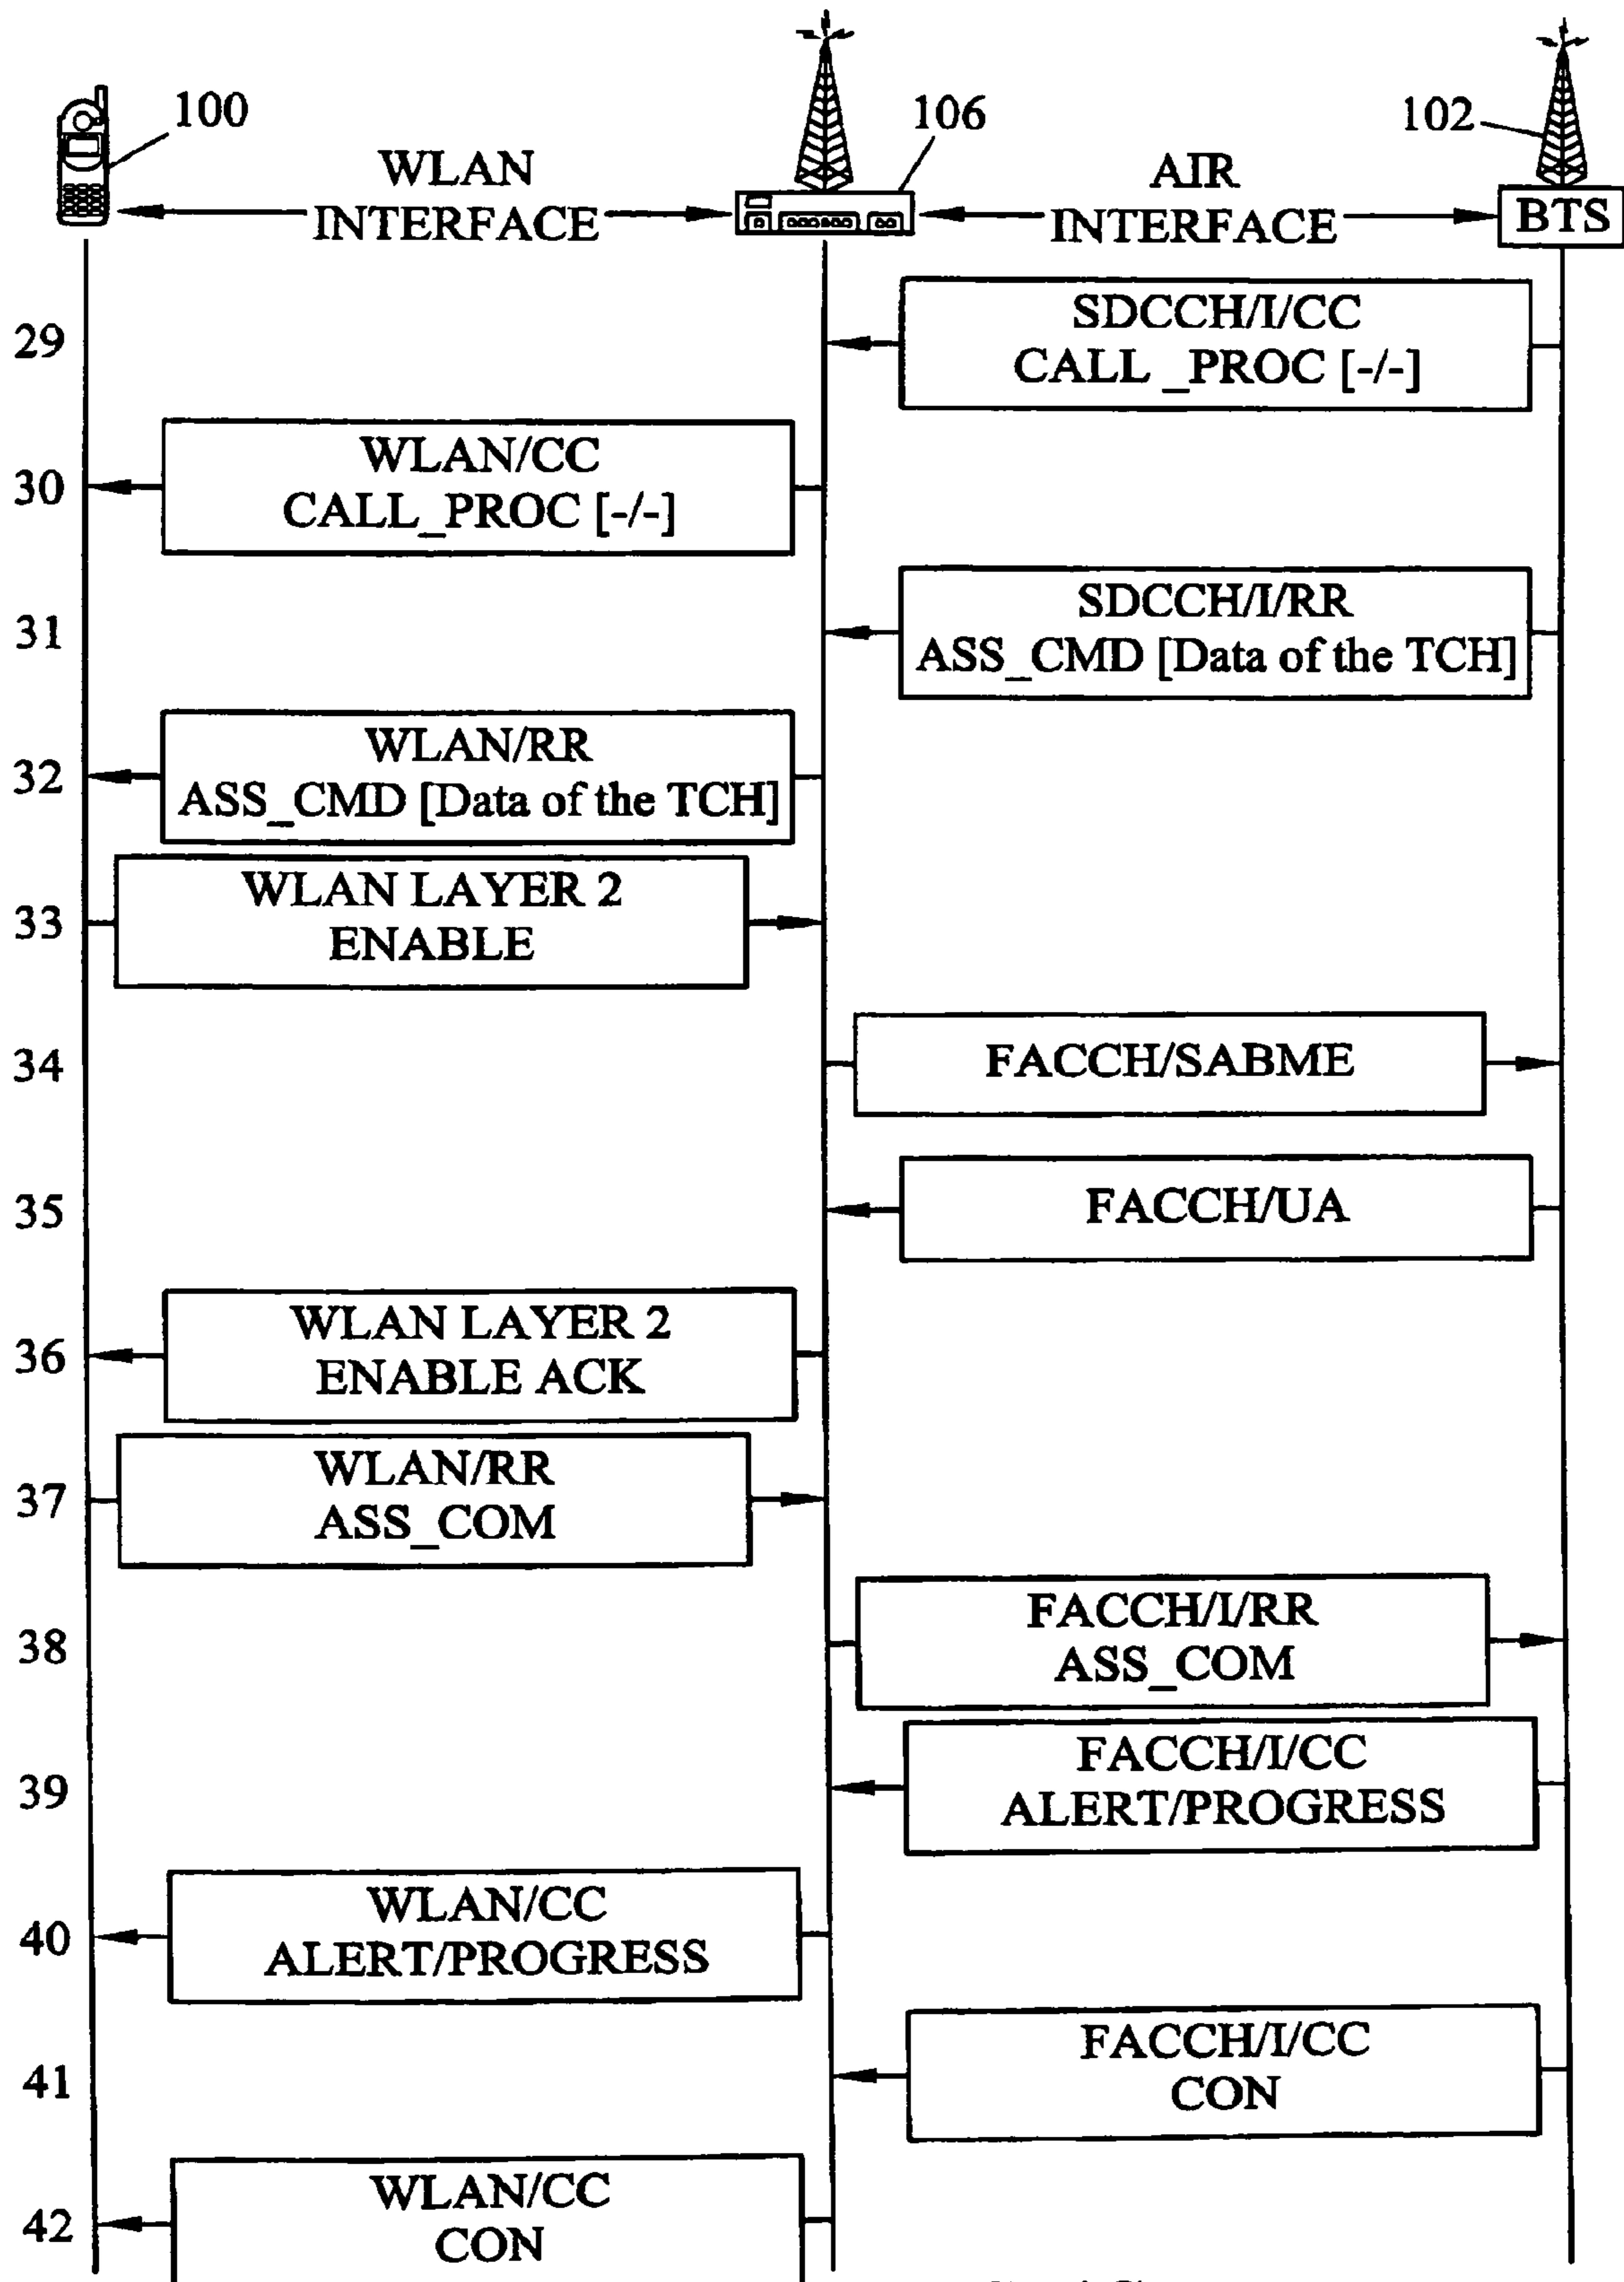 100
106
102
WLAN
INTERFACE
AIR
INTERFACE
BTS
29
SDCCH/I/CC
CALL _PROC [-/-]
30
WLAN/CC
CALL_PROC [-/-]
31
SDCCH/I/RR
ASS_CMD [Data of the TCH]
32
WLAN/RR
ASS_CMD [Data of the TCH]
33
WLAN LAYER 2
ENABLE
34
FACCH/SABME
35
FACCH/UA
36
WLAN LAYER 2
ENABLE ACK
37
WLAN/RR
ASS_COM
38
FACCH/I/RR
ASS_COM
39
FACCH/I/CC
ALERT/PROGRESS
40
WLAN/CC
ALERT/PROGRESS
41
FACCH/I/CC
CON
42
WLAN/CC
CON